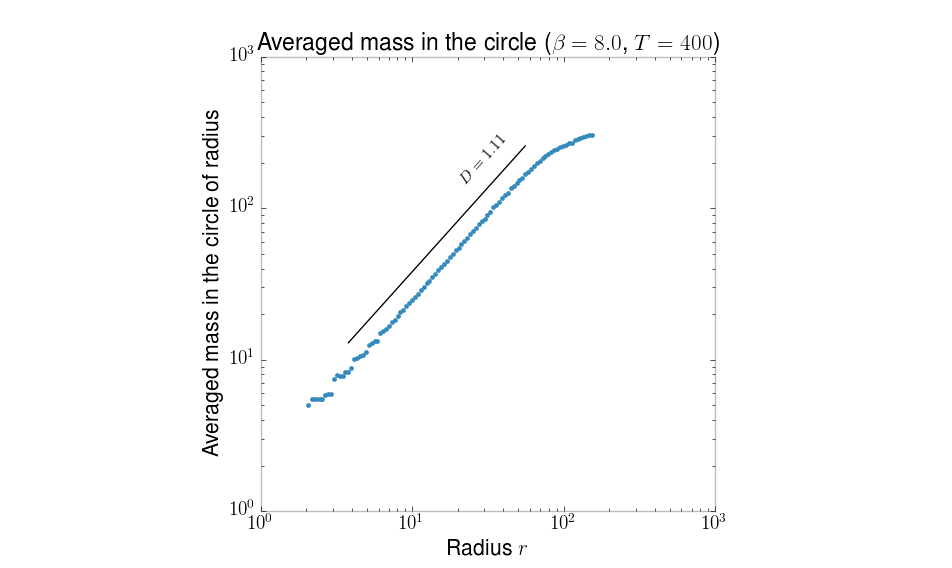 Averaged mass in the circle (β = 8.0, T = 400)
10³
10²
10¹
10⁰
Averaged mass in the circle of radius
D = 1.11
10⁰ 10¹ 10² 10³
Radius r